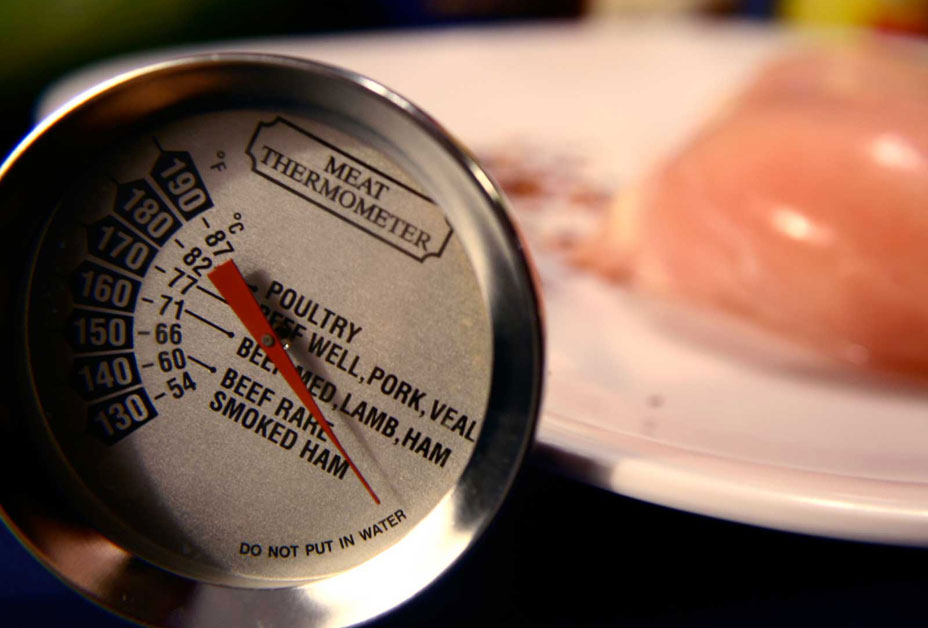 MEAT
THERMOMETER
°F
°C
190
180
170
160
150
140
130
87
82
77
71
66
60
54
POULTRY
BEEF WELL, PORK, VEAL
BEEF MED, LAMB, HAM
BEEF RARE
SMOKED HAM
DO NOT PUT IN WATER